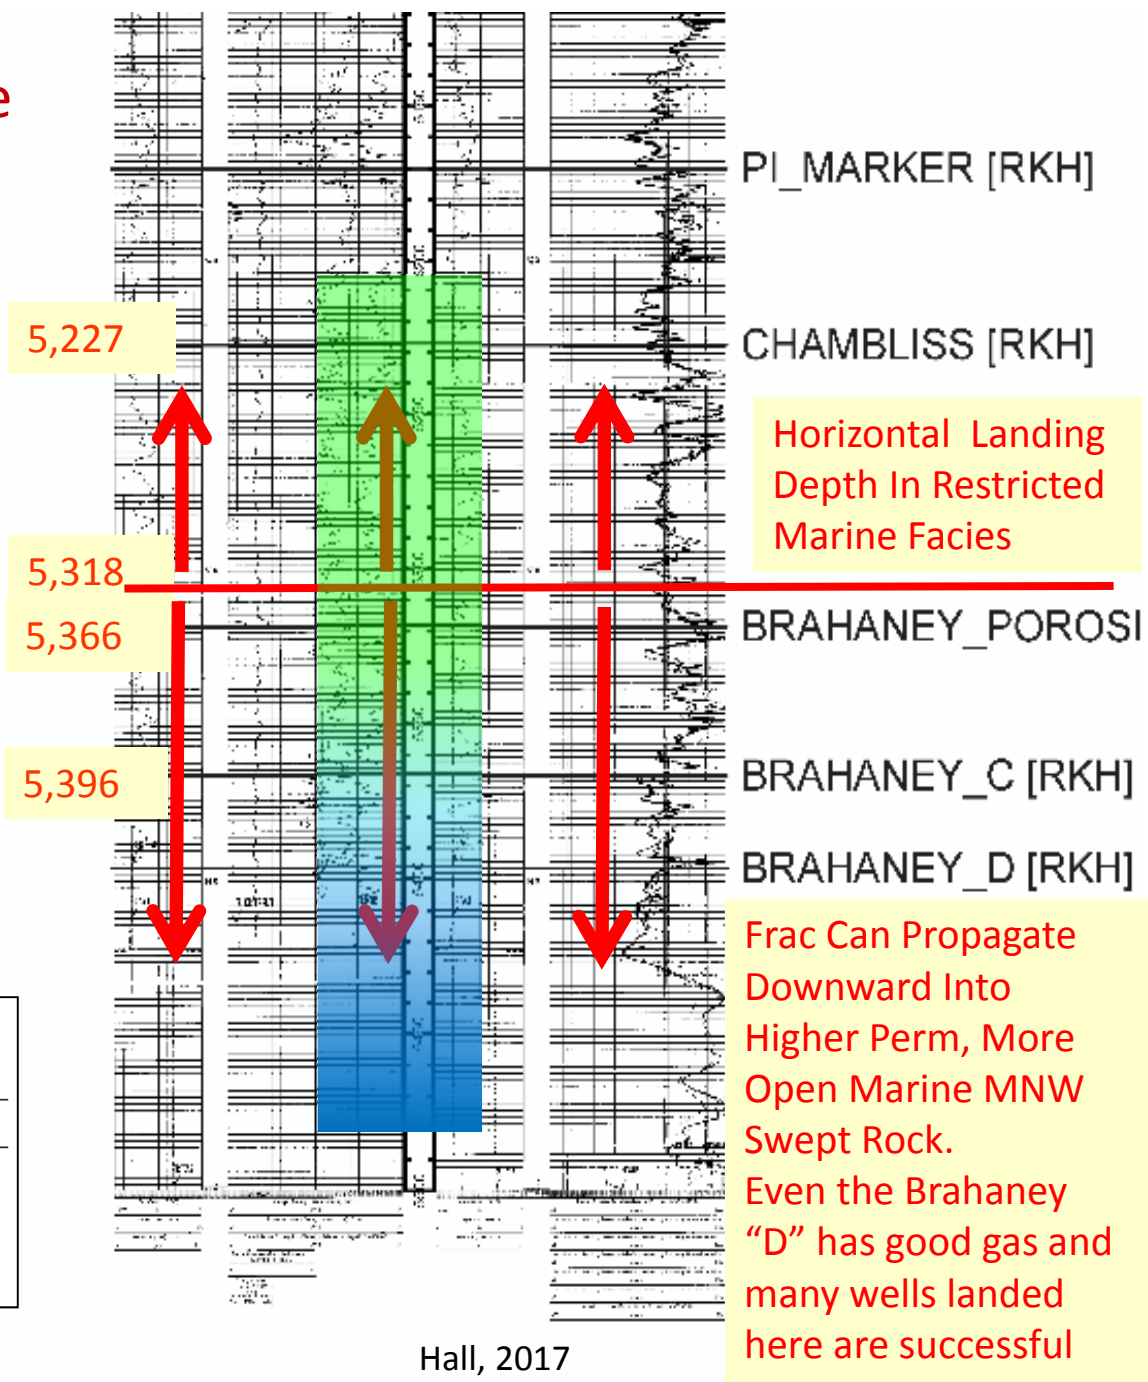 e
PI_MARKER [RKH]
5,227
CHAMBLISS [RKH]
Horizontal Landing
Depth In Restricted
Marine Facies
5,318
5,366
BRAHANEY_POROSI
5,396
BRAHANEY_C [RKH]
BRAHANEY_D [RKH]
Frac Can Propagate
Downward Into
Higher Perm, More
Open Marine MNW
Swept Rock.
Even the Brahaney
“D” has good gas and
many wells landed
here are successful
Hall, 2017